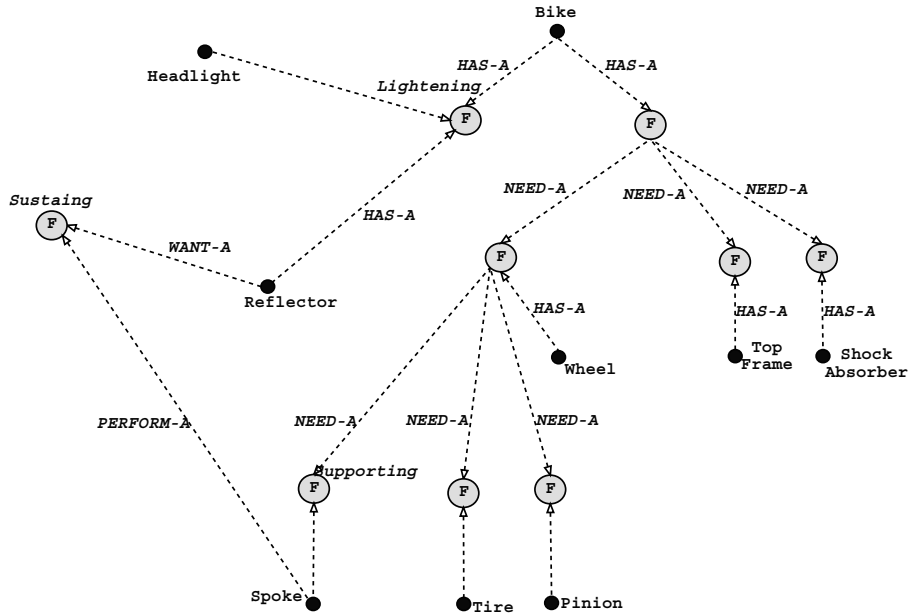 Bike
Headlight
HAS-A
HAS-A
Lightening
F
F
NEED-A
NEED-A
NEED-A
Sustaing
F
HAS-A
WANT-A
F
F
F
Reflector
HAS-A
HAS-A
HAS-A
Wheel
Top
Frame
Shock
Absorber
PERFORM-A
NEED-A
NEED-A
NEED-A
Supporting
F
F
F
Spoke
Tire
Pinion